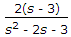 2(s - 3)
s² - 2s - 3